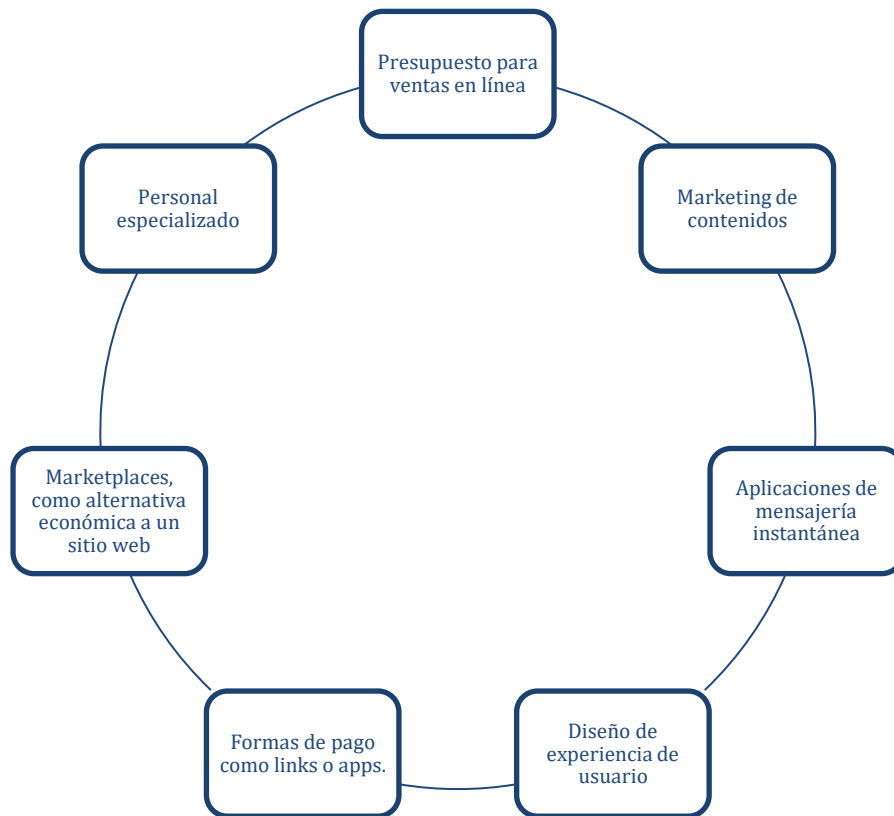 Presupuesto para
ventas en línea
Marketing de
contenidos
Aplicaciones de
mensajería
instantánea
Diseño de
experiencia de
usuario
Formas de pago
como links o apps.
Marketplaces,
como alternativa
económica a un
sitio web
Personal
especializado